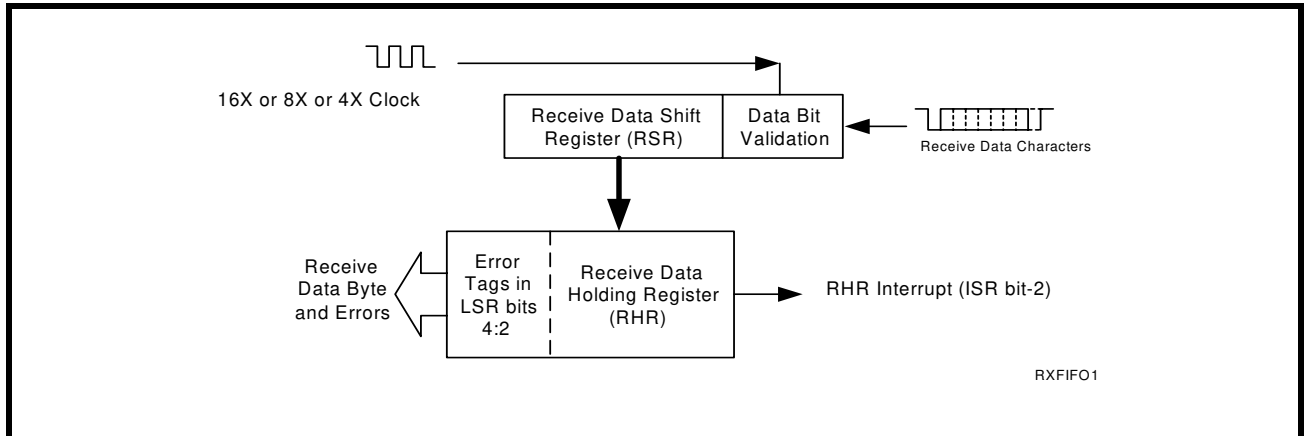 16X or 8X or 4X Clock
Receive Data Shift
Register (RSR)
Data Bit
Validation
Receive Data Characters
Receive
Data Byte
and Errors
Error
Tags in
LSR bits
4:2
Receive Data
Holding Register
(RHR)
RHR Interrupt (ISR bit-2)
RXFIFO1